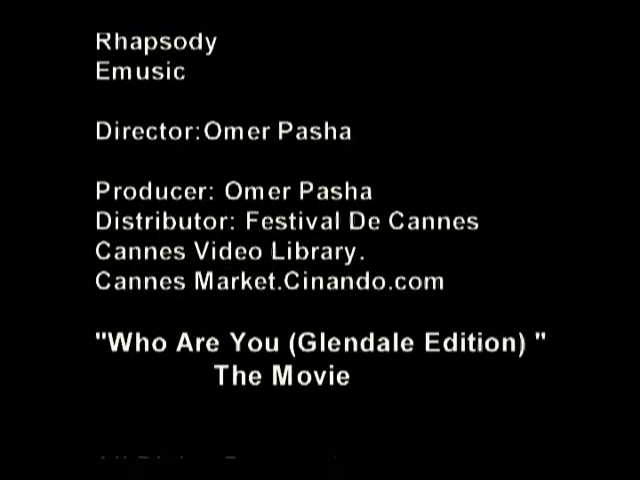 Rhapsody
Emusic
Director:Omer Pasha
Producer: Omer Pasha
Distributor: Festival De Cannes
Cannes Video Library.
Cannes Market.Cinando.com
"Who Are You (Glendale Edition) "
The Movie